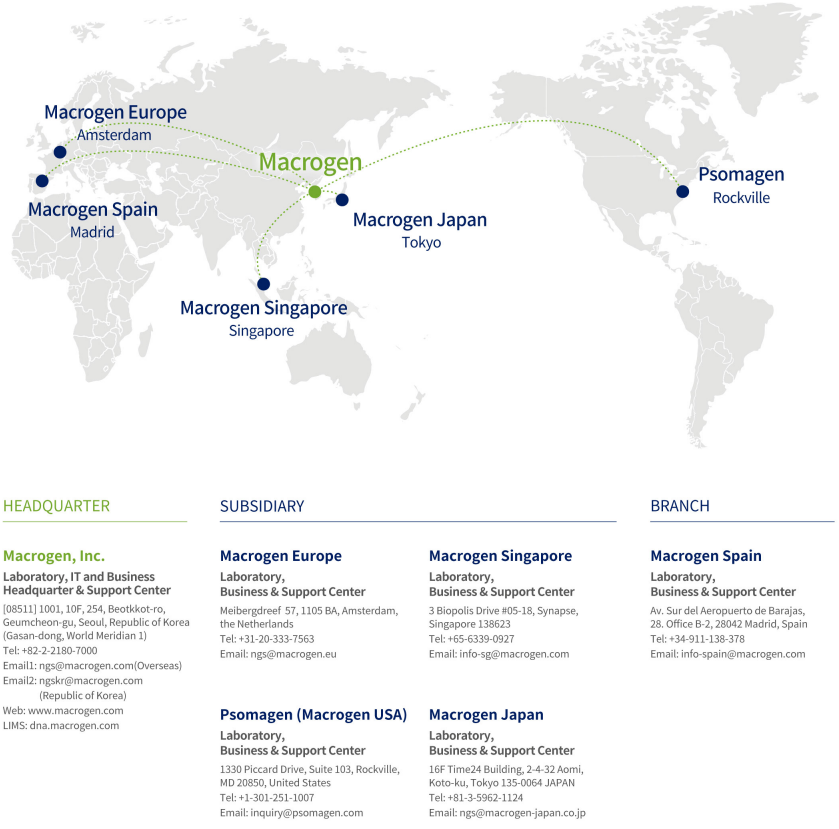 Macrogen Europe
Amsterdam
Macrogen
Psomagen
Rockville
Macrogen Spain
Madrid
Macrogen Japan
Tokyo
Macrogen Singapore
Singapore
HEADQUARTER
Macrogen, Inc.
Laboratory, IT and Business
Headquarter & Support Center
[08511] 1001, 10F, 254, Beotkkot-ro,
Geumcheon-gu, Seoul, Republic of Korea
(Gasan-dong, World Meridian 1)
Tel: +82-2-2180-7000
Email1: ngs@macrogen.com(Overseas)
Email2: ngskr@macrogen.com
(Republic of Korea)
Web: www.macrogen.com
LIMS: dna.macrogen.com
SUBSIDIARY
Macrogen Europe
Laboratory,
Business & Support Center
Meibergdreef 57, 1105 BA, Amsterdam,
the Netherlands
Tel: +31-20-333-7563
Email: ngs@macrogen.eu
Macrogen Singapore
Laboratory,
Business & Support Center
3 Biopolis Drive #05-18, Synapse,
Singapore 138623
Tel: +65-6339-0927
Email: info-sg@macrogen.com
Psomagen (Macrogen USA)
Laboratory,
Business & Support Center
1330 Piccard Drive, Suite 103, Rockville,
MD 20850, United States
Tel: +1-301-251-1007
Email: inquiry@psomagen.com
Macrogen Japan
Laboratory,
Business & Support Center
16F Time24 Building, 2-4-32 Aomi,
Koto-ku, Tokyo 135-0064 JAPAN
Tel: +81-3-5962-1124
Email: ngs@macrogen-japan.co.jp
BRANCH
Macrogen Spain
Laboratory,
Business & Support Center
Av. Sur del Aeropuerto de Barajas,
28. Office B-2, 28042 Madrid, Spain
Tel: +34-911-138-378
Email: info-spain@macrogen.com